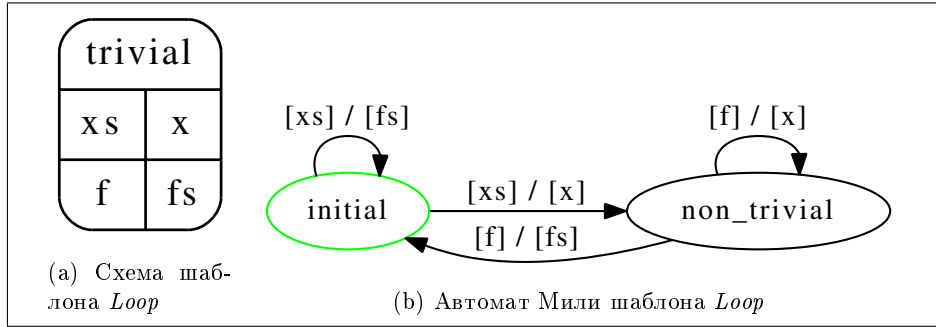 trivial
xs x
f fs
(a) Схема шаб-
лона Loop
[xs] / [fs]
[f] / [x]
initial
[xs] / [x]
non_trivial
[f] / [fs]
(b) Автомат Мили шаблона Loop